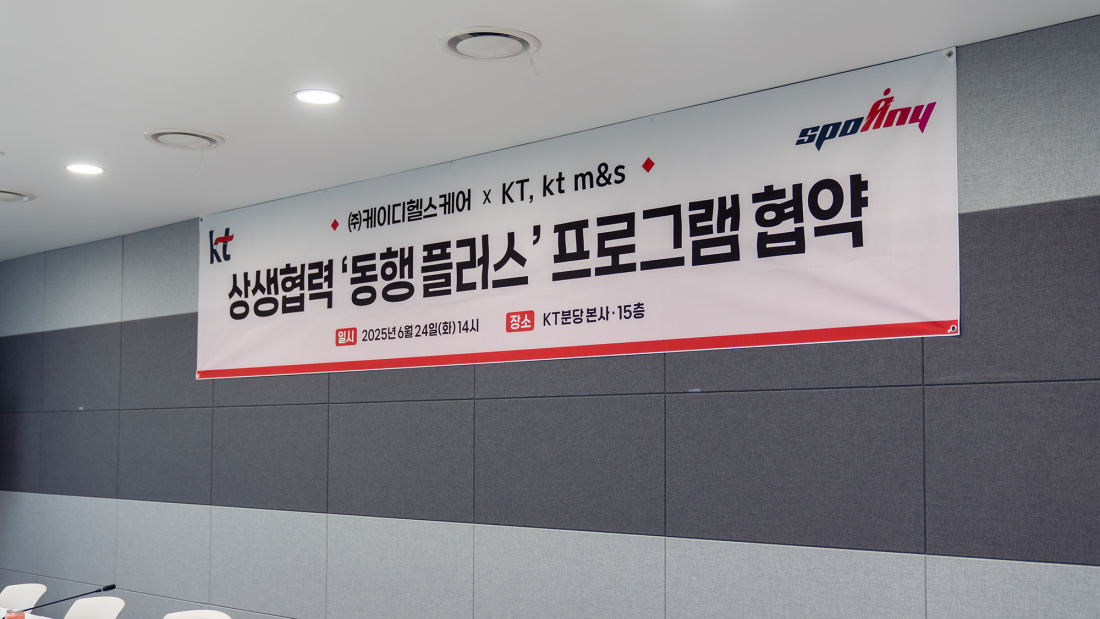 kt
spoAny
◆ ㈜케이디헬스케어 x KT, kt m&s ◆
상생협력 ‘동행 플러스’ 프로그램 협약
일시 2025년 6월 24일(화) 14시 장소 KT분당 본사·15층